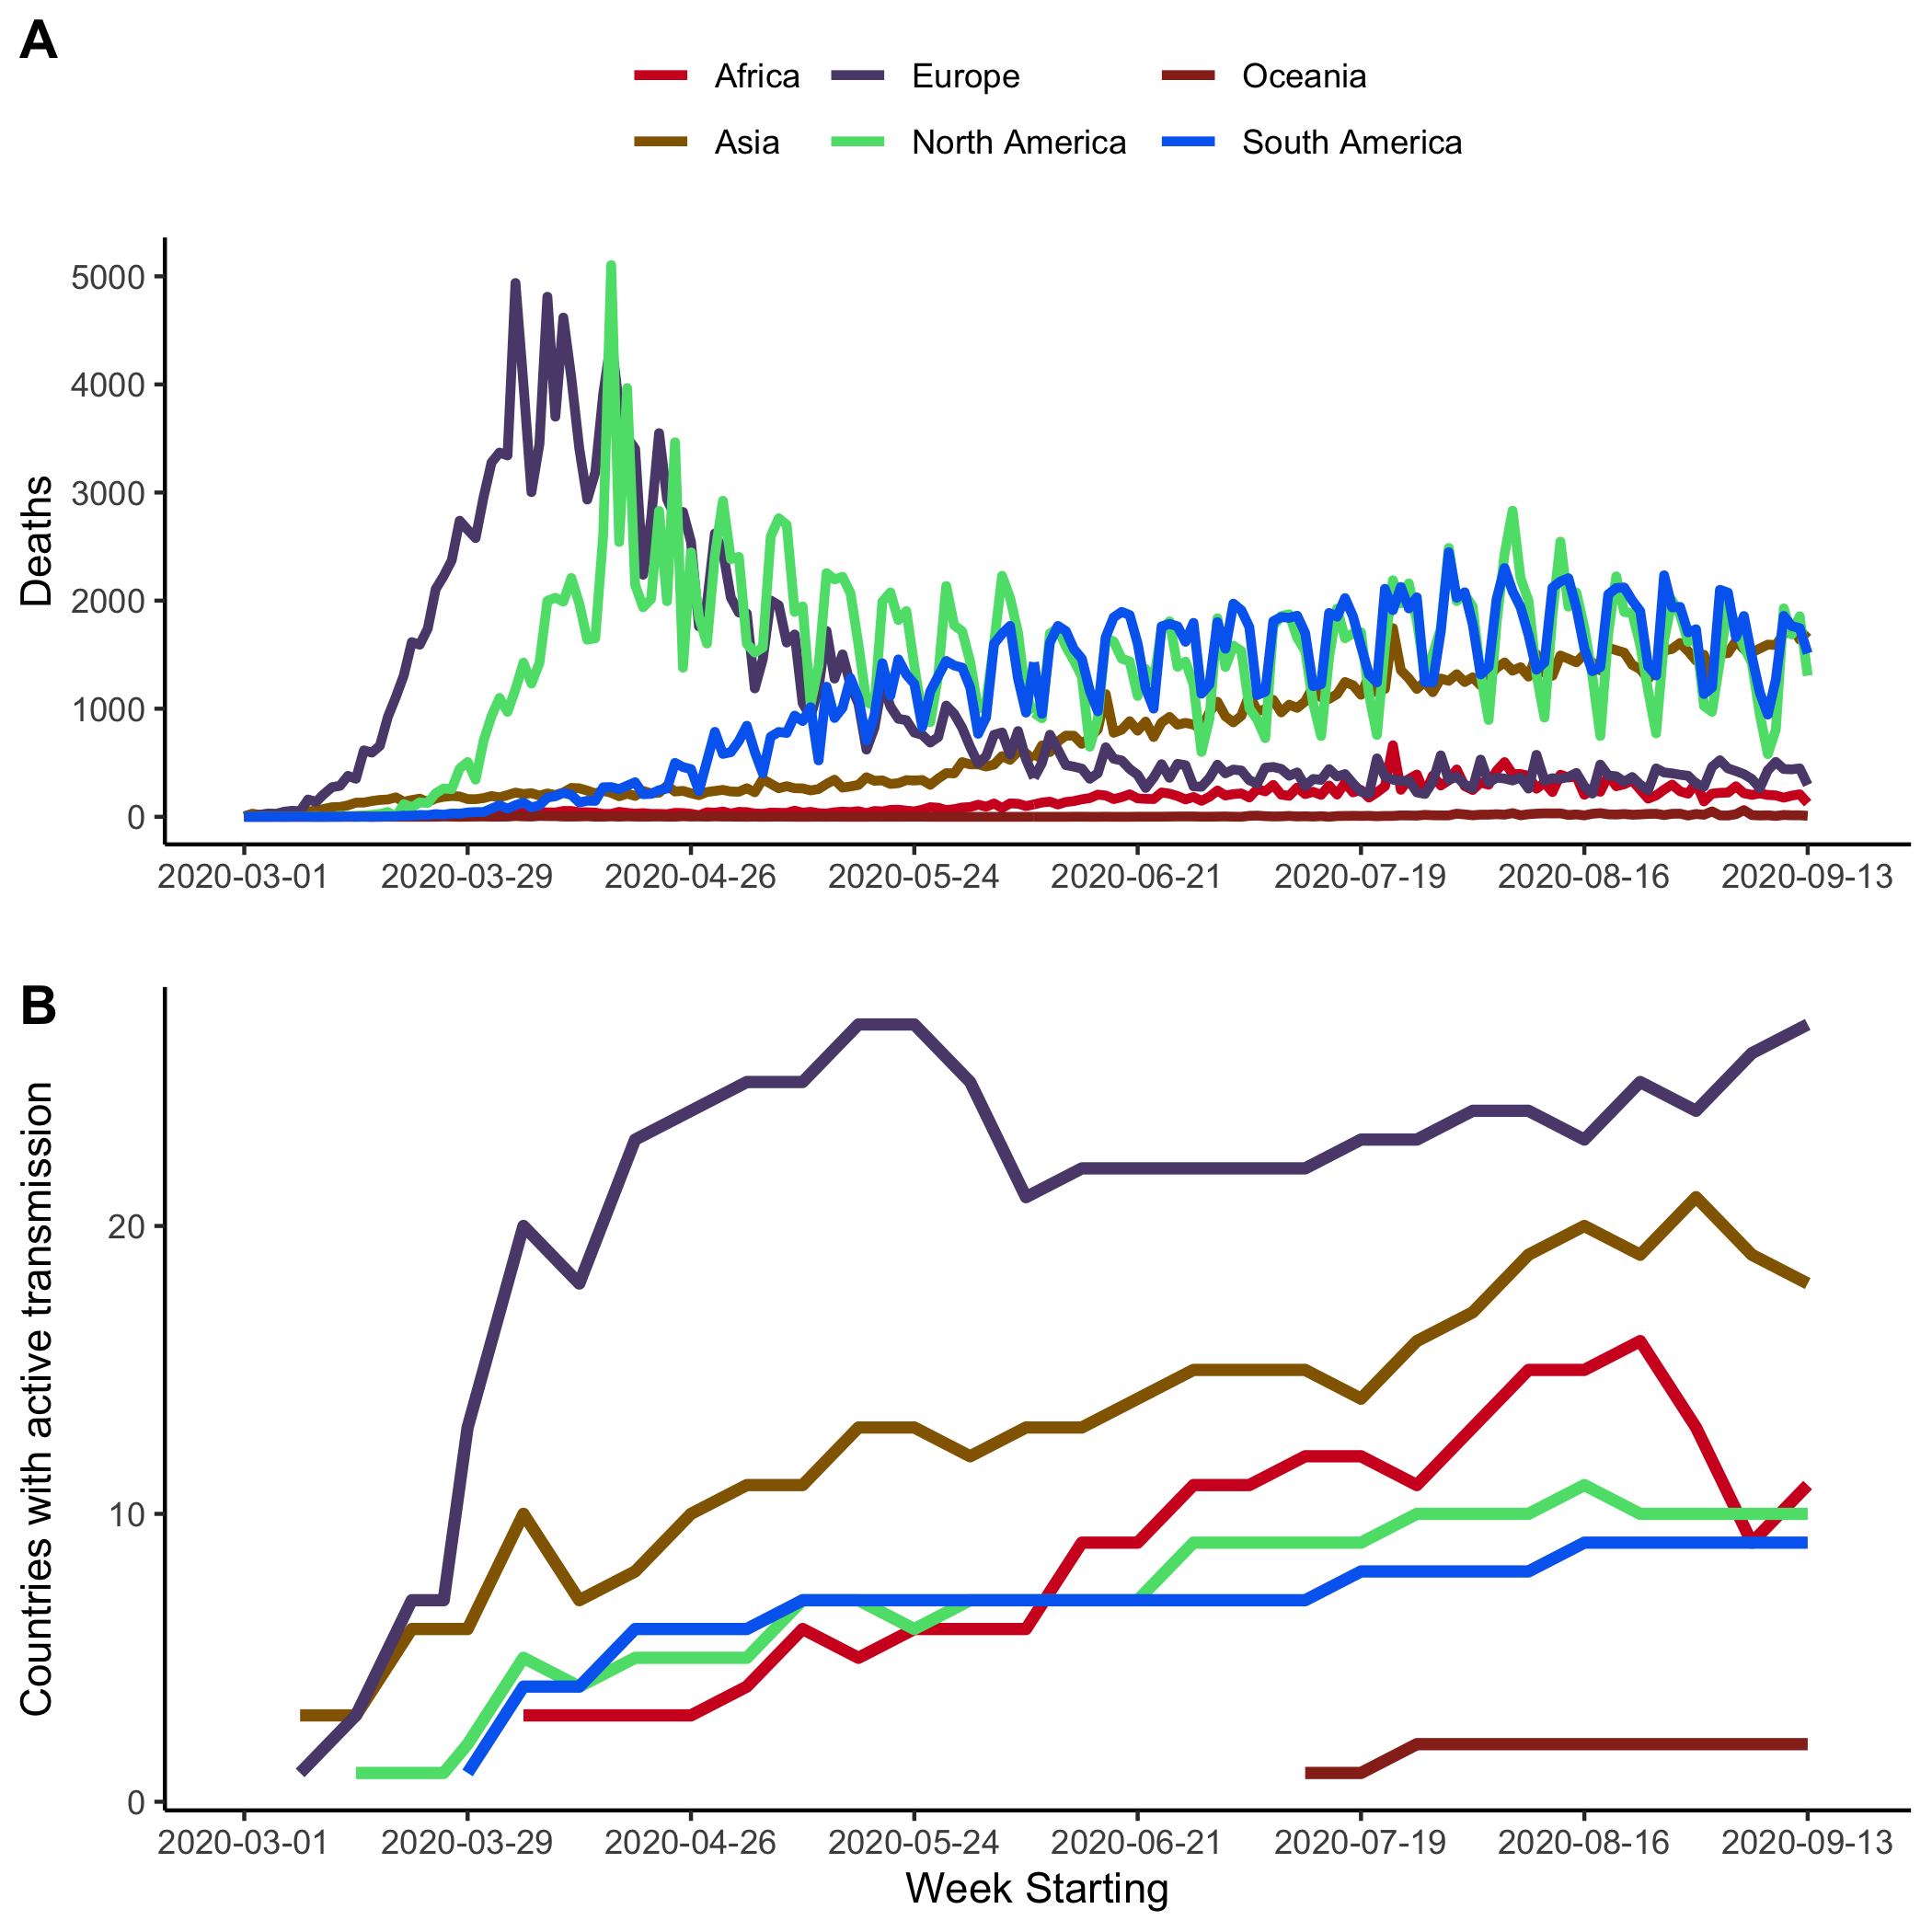 A
Africa Europe Oceania
Asia North America South America
Deaths
5000
4000
3000
2000
1000
0
2020-03-01 2020-03-29 2020-04-26 2020-05-24 2020-06-21 2020-07-19 2020-08-16 2020-09-13
B
Countries with active transmission
20
10
0
2020-03-01 2020-03-29 2020-04-26 2020-05-24 2020-06-21 2020-07-19 2020-08-16 2020-09-13
Week Starting